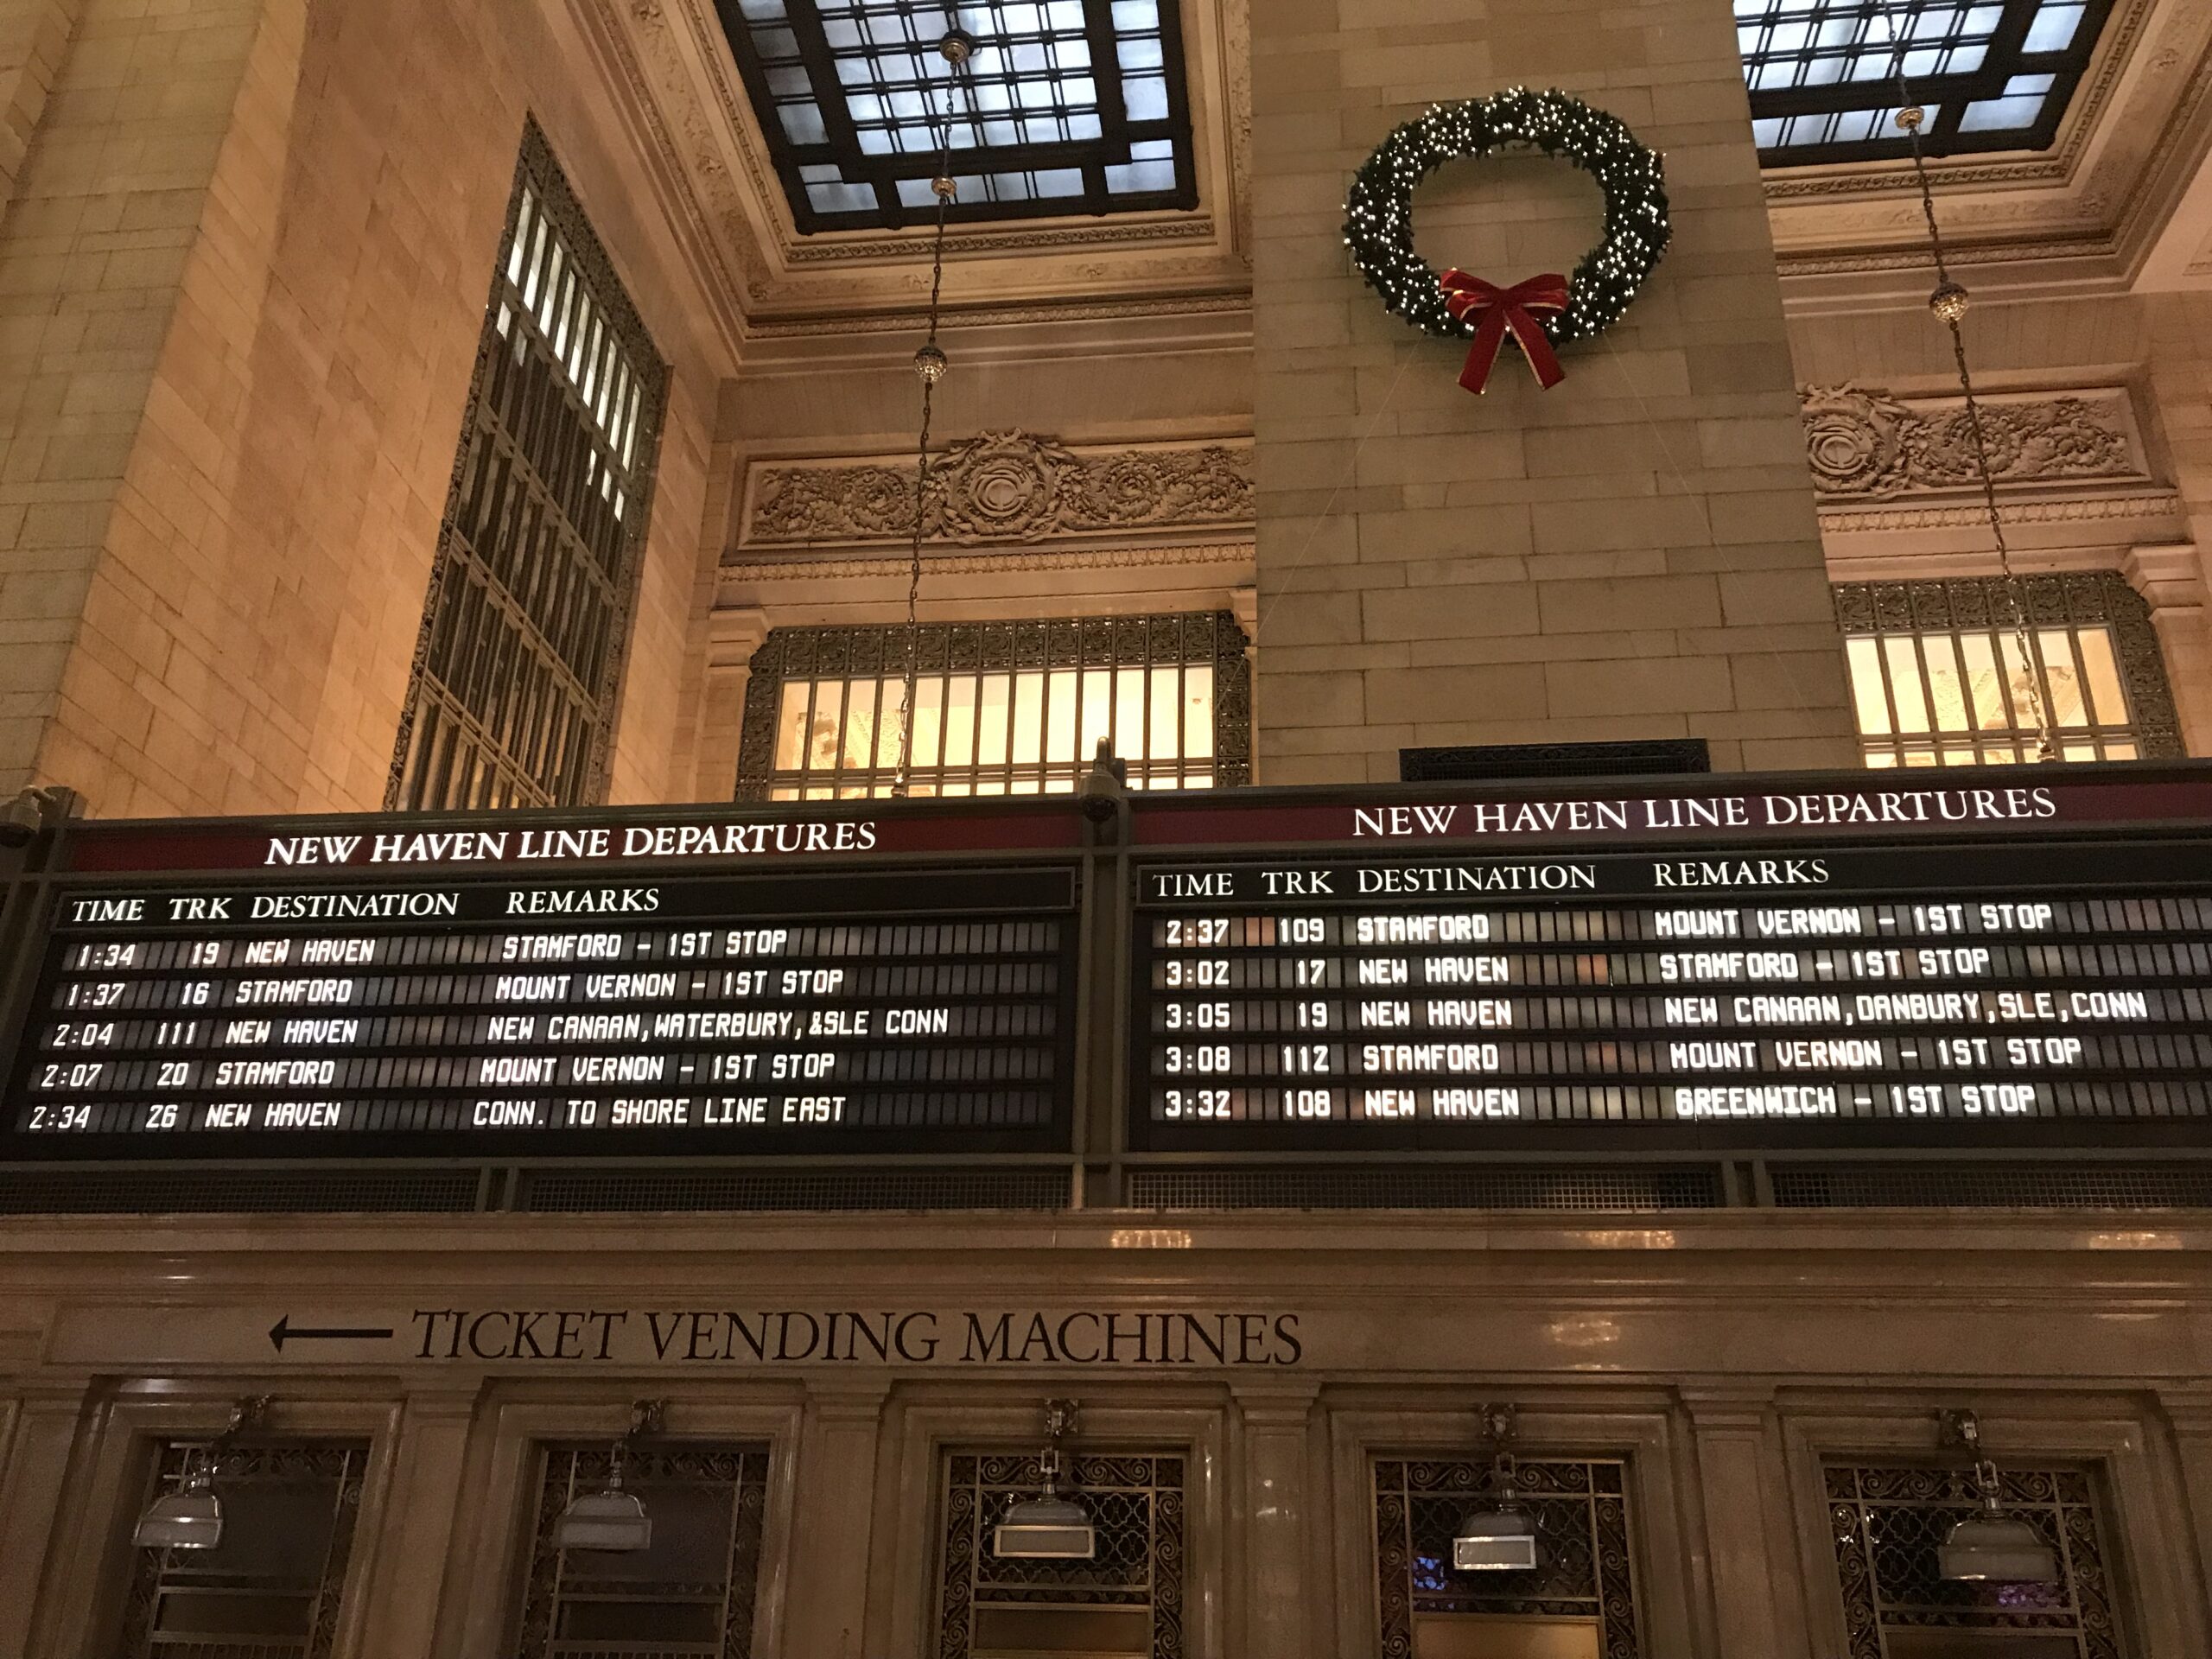 NEW HAVEN LINE DEPARTURES
TIME TRK DESTINATION REMARKS
1:34 19 NEW HAVEN STAMFORD - 1ST STOP
1:37 16 STAMFORD MOUNT VERNON - 1ST STOP
2:04 111 NEW HAVEN NEW CANAAN,WATERBURY,&SLE CONN
2:07 20 STAMFORD MOUNT VERNON - 1ST STOP
2:34 26 NEW HAVEN CONN. TO SHORE LINE EAST
NEW HAVEN LINE DEPARTURES
TIME TRK DESTINATION REMARKS
2:37 109 STAMFORD MOUNT VERNON - 1ST STOP
3:02 17 NEW HAVEN STAMFORD - 1ST STOP
3:05 19 NEW HAVEN NEW CANAAN,DANBURY,SLE,CONN
3:08 112 STAMFORD MOUNT VERNON - 1ST STOP
3:32 108 NEW HAVEN GREENWICH - 1ST STOP
← TICKET VENDING MACHINES